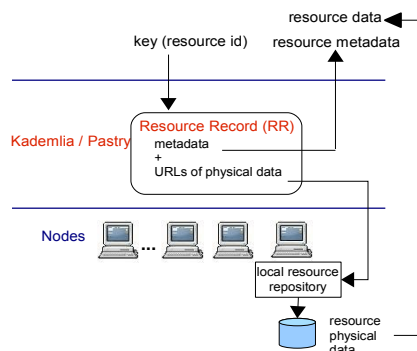 resource data
key (resource id)
resource metadata
Resource Record (RR)
Kademlia / Pastry
metadata
+
URLs of physical data
Nodes
...
local resource
repository
resource
physical
data